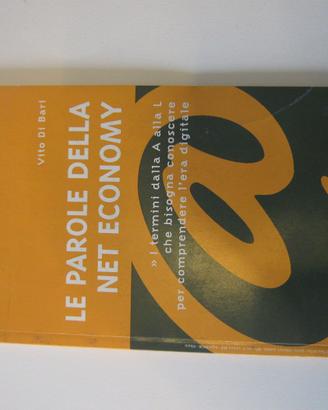 Vito Di Bari
LE PAROLE DELLA
NET ECONOMY
» I termini dalla A alla L
che bisogna conoscere
per comprendere l'era digitale